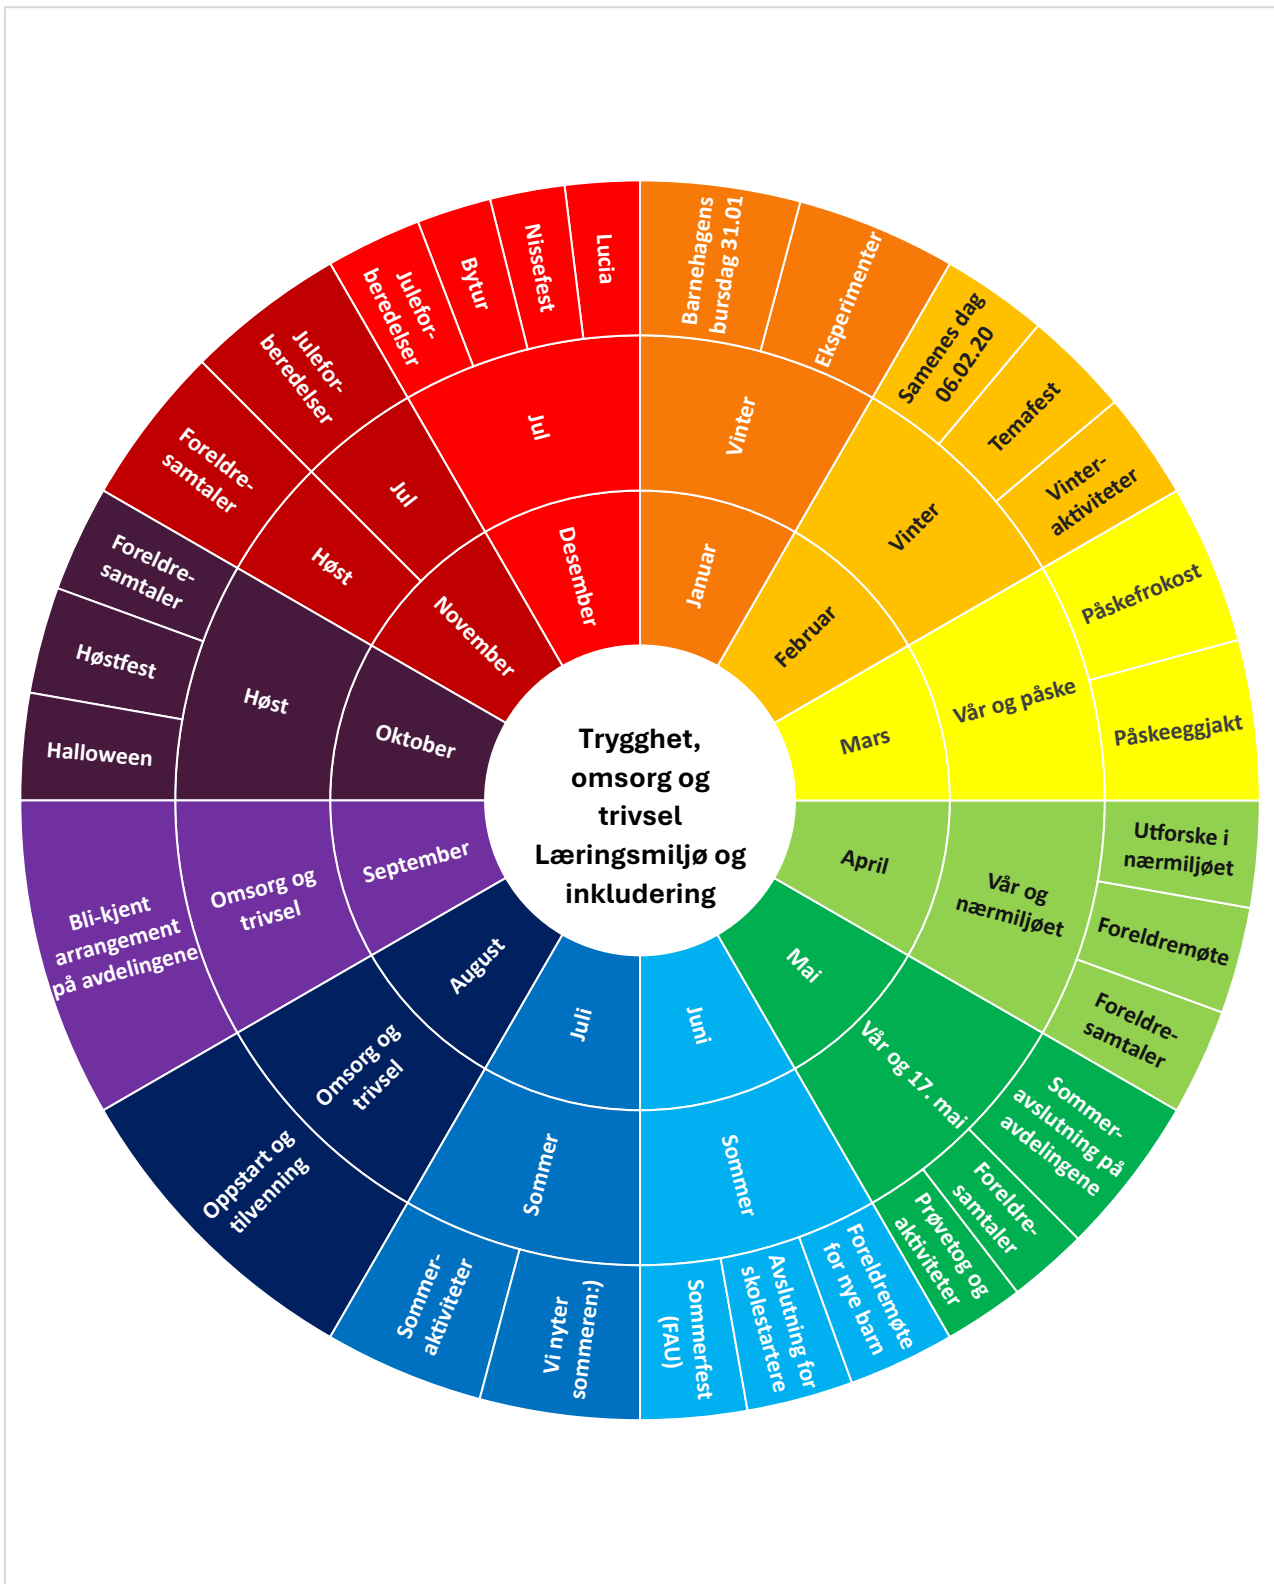 Trygghet,
omsorg og
trivsel
Læringsmiljø og
inkludering
Januar
Vinter
Barnehagens
bursdag 31.01
Eksperimenter
Februar
Vinter
Samenes dag
06.02.20
Temafest
Vinter-
aktiviteter
Mars
Vår og påske
Påskefrokost
Påskeeggjakt
April
Vår og
nærmiljøet
Utforske i
nærmiljøet
Foreldremøte
Foreldre-
samtaler
Mai
Vår og 17. mai
Sommer-
avslutning på
avdelingene
Foreldre-
samtaler
Prøvetog og
aktiviteter
Juni
Sommer
Foreldremøte
for nye barn
Avslutning for
skolestartere
Sommerfest
(FAU)
Juli
Sommer
Vi nyter
sommeren:)
Sommer-
aktiviteter
August
Omsorg og
trivsel
Oppstart og
tilvenning
September
Omsorg og
trivsel
Bli-kjent
arrangement
på avdelingene
Oktober
Høst
Halloween
Høstfest
Foreldre-
samtaler
November
Høst
Foreldre-
samtaler
Jul
Julefor-
beredelser
Desember
Jul
Julefor-
beredelser
Bytur
Nissefest
Lucia